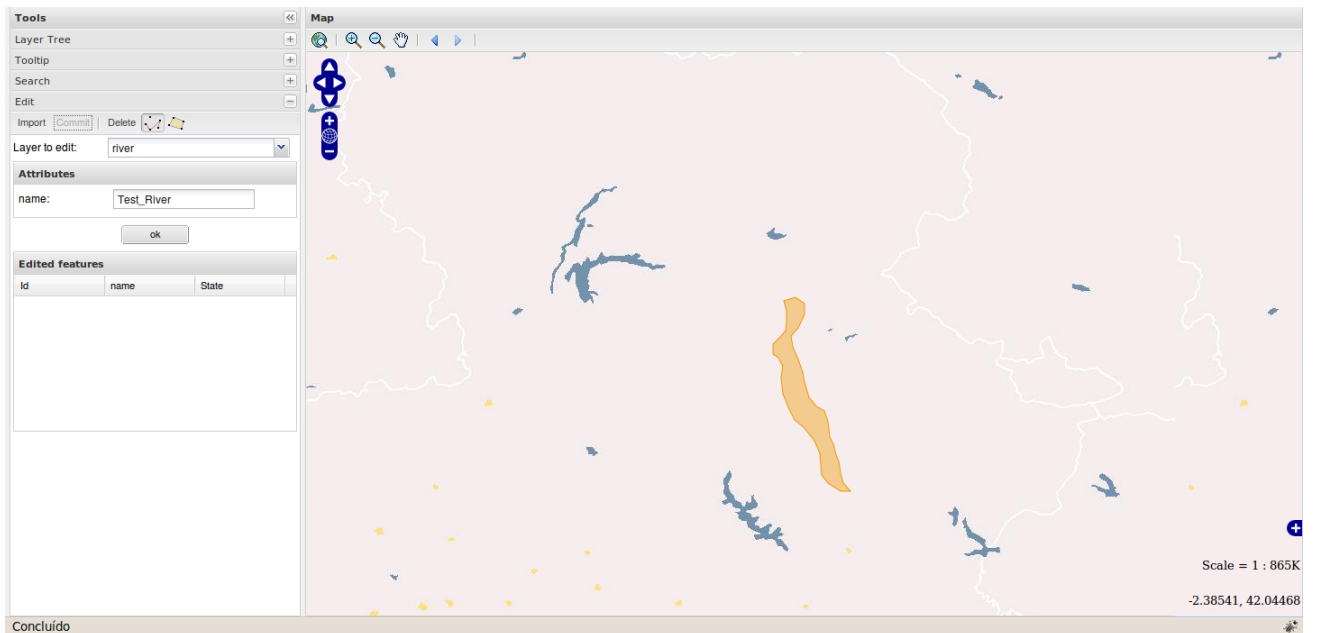 Tools
Map
Layer Tree
Tooltip
Search
Edit
Import Commit Delete
Layer to edit: river
Attributes
name: Test_River
ok
Edited features
Id name State
Scale = 1 : 865K
-2.38541, 42.04468
Concluído